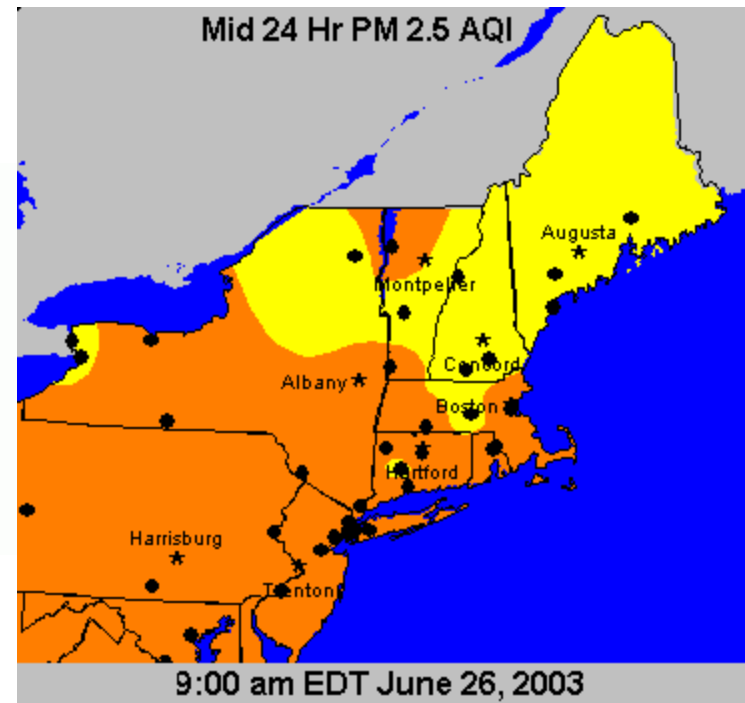 Mid 24 Hr PM 2.5 AQI
Augusta
Montpelier
Concord
Albany
Boston
Hartford
Harrisburg
Trenton
9:00 am EDT June 26, 2003